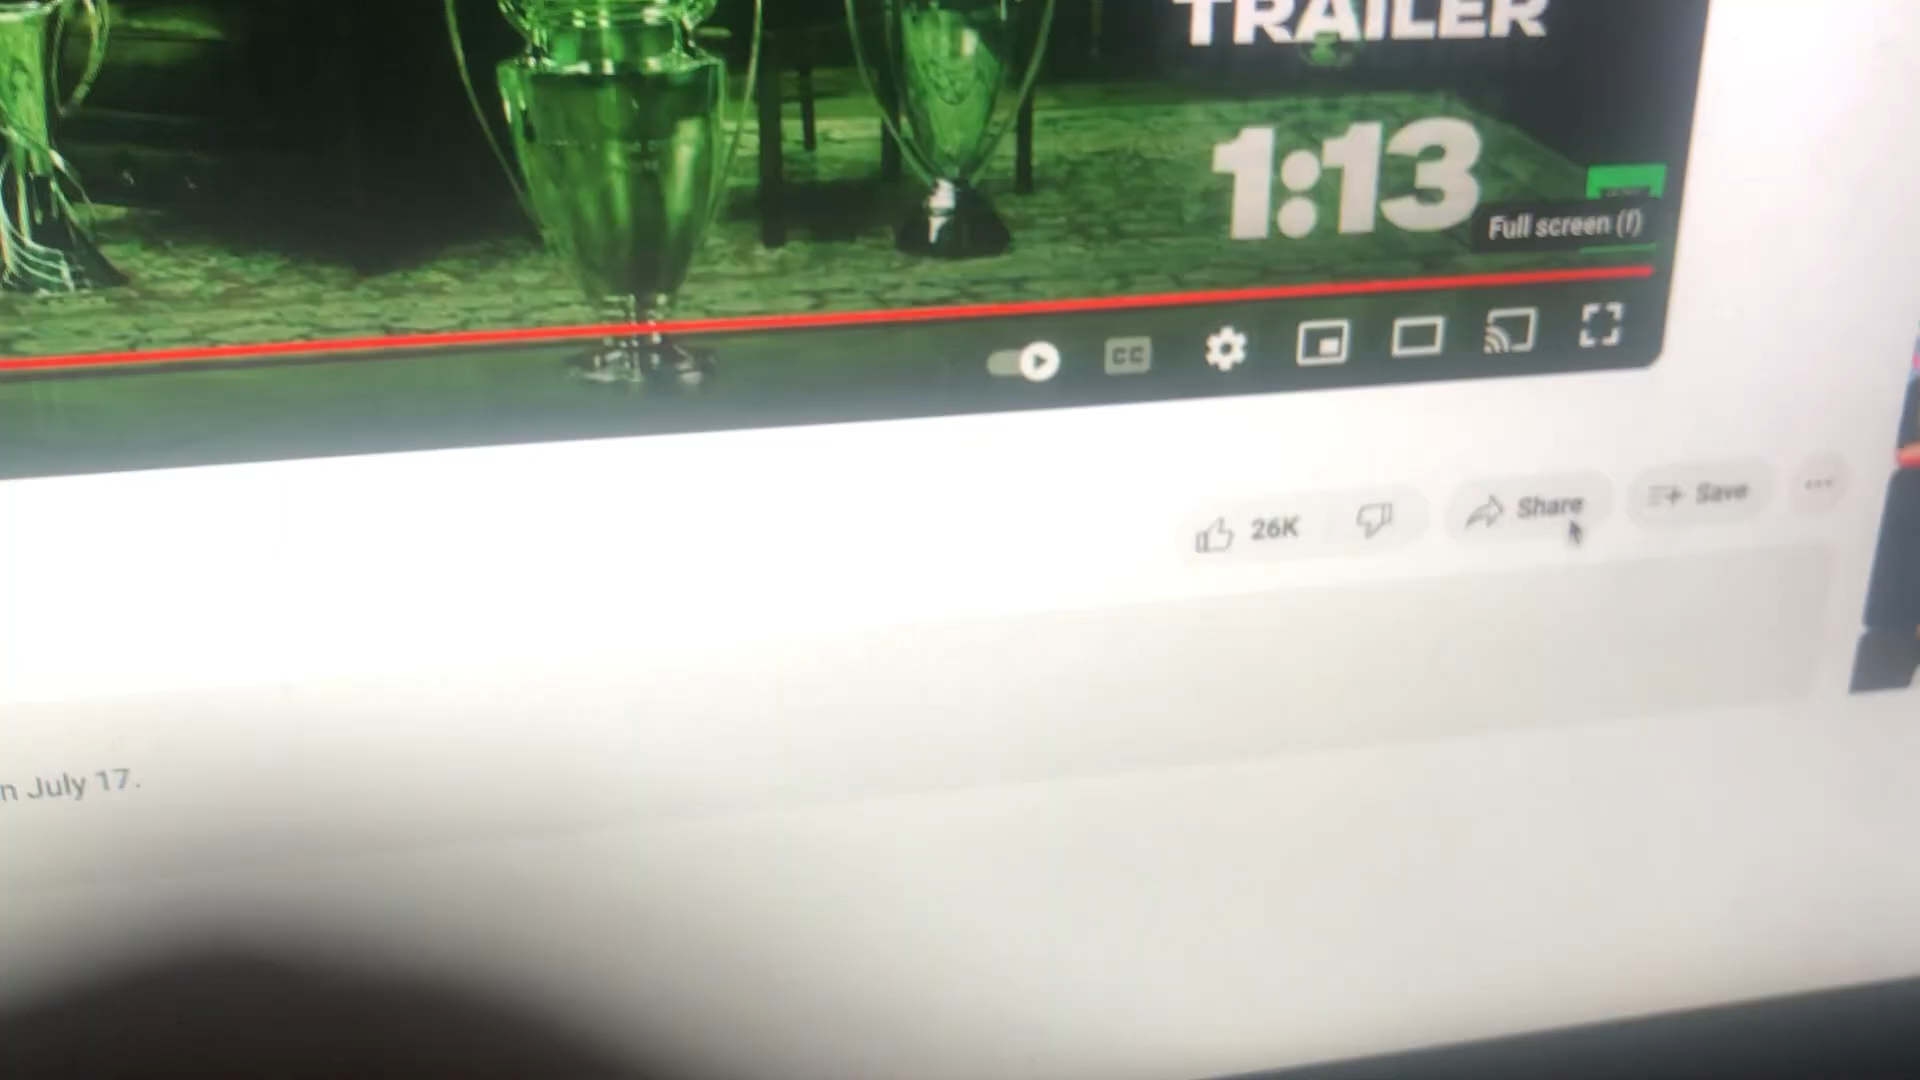 TRAILER
1:13
Full screen (f)
CC
26K
Share
Save
n July 17.